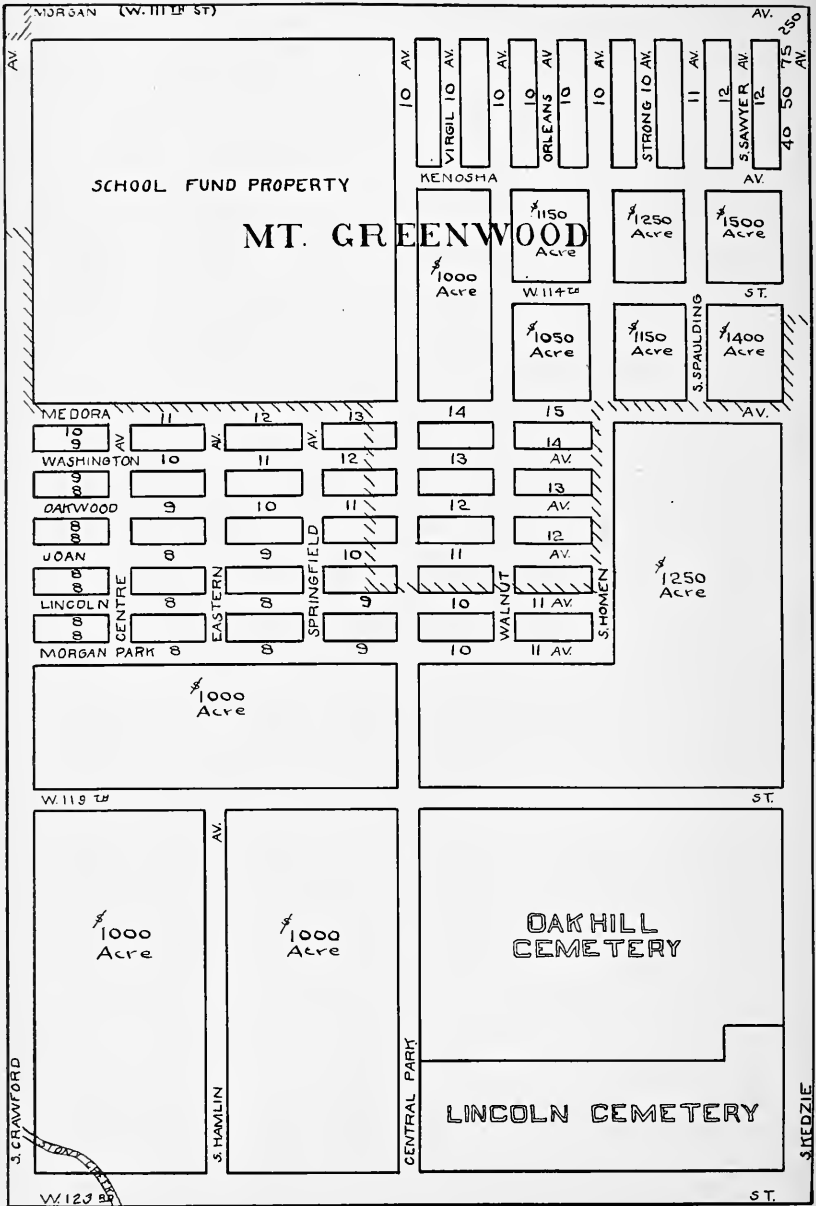 MORGAN (W. 111TH ST) AV.
AV.
AV. AV AV. AV AV. AV AV. 250
AV.
75
10 VIRGIL 10 10 10 ORLEANS 10 10 STRONG 10 11 12 S. SAWYER 12 40 50
SCHOOL FUND PROPERTY
KENOSHA AV.
MT. GREENWOOD
$1150 Acre
$1250 Acre
$1500 Acre
$1000 Acre
W. 114TH ST.
$1050 Acre
$1150 Acre
S. SPAULDING
$1400 Acre
MEDORA 11 12 13 14 15 AV.
10 AV AV. AV. 14
9
WASHINGTON 10 11 12 13 AV.
9 13
8
OAKWOOD 9 10 11 12 AV.
8 12
8
JOAN 8 9 10 11 AV.
8
8
LINCOLN 8 8 9 10 11 AV.
8
8
MORGAN PARK 8 8 9 10 11 AV.
CENTRE
EASTERN
SPRINGFIELD
WALNUT
S. HOMEN
$1250 Acre
$1000 Acre
W. 119TH ST.
AV.
$1000 Acre
$1000 Acre
OAK HILL
CEMETERY
LINCOLN CEMETERY
S. CRAWFORD
S. HAMLIN
CENTRAL PARK
S. KEDZIE
STONY CREEK
W. 123RD ST.